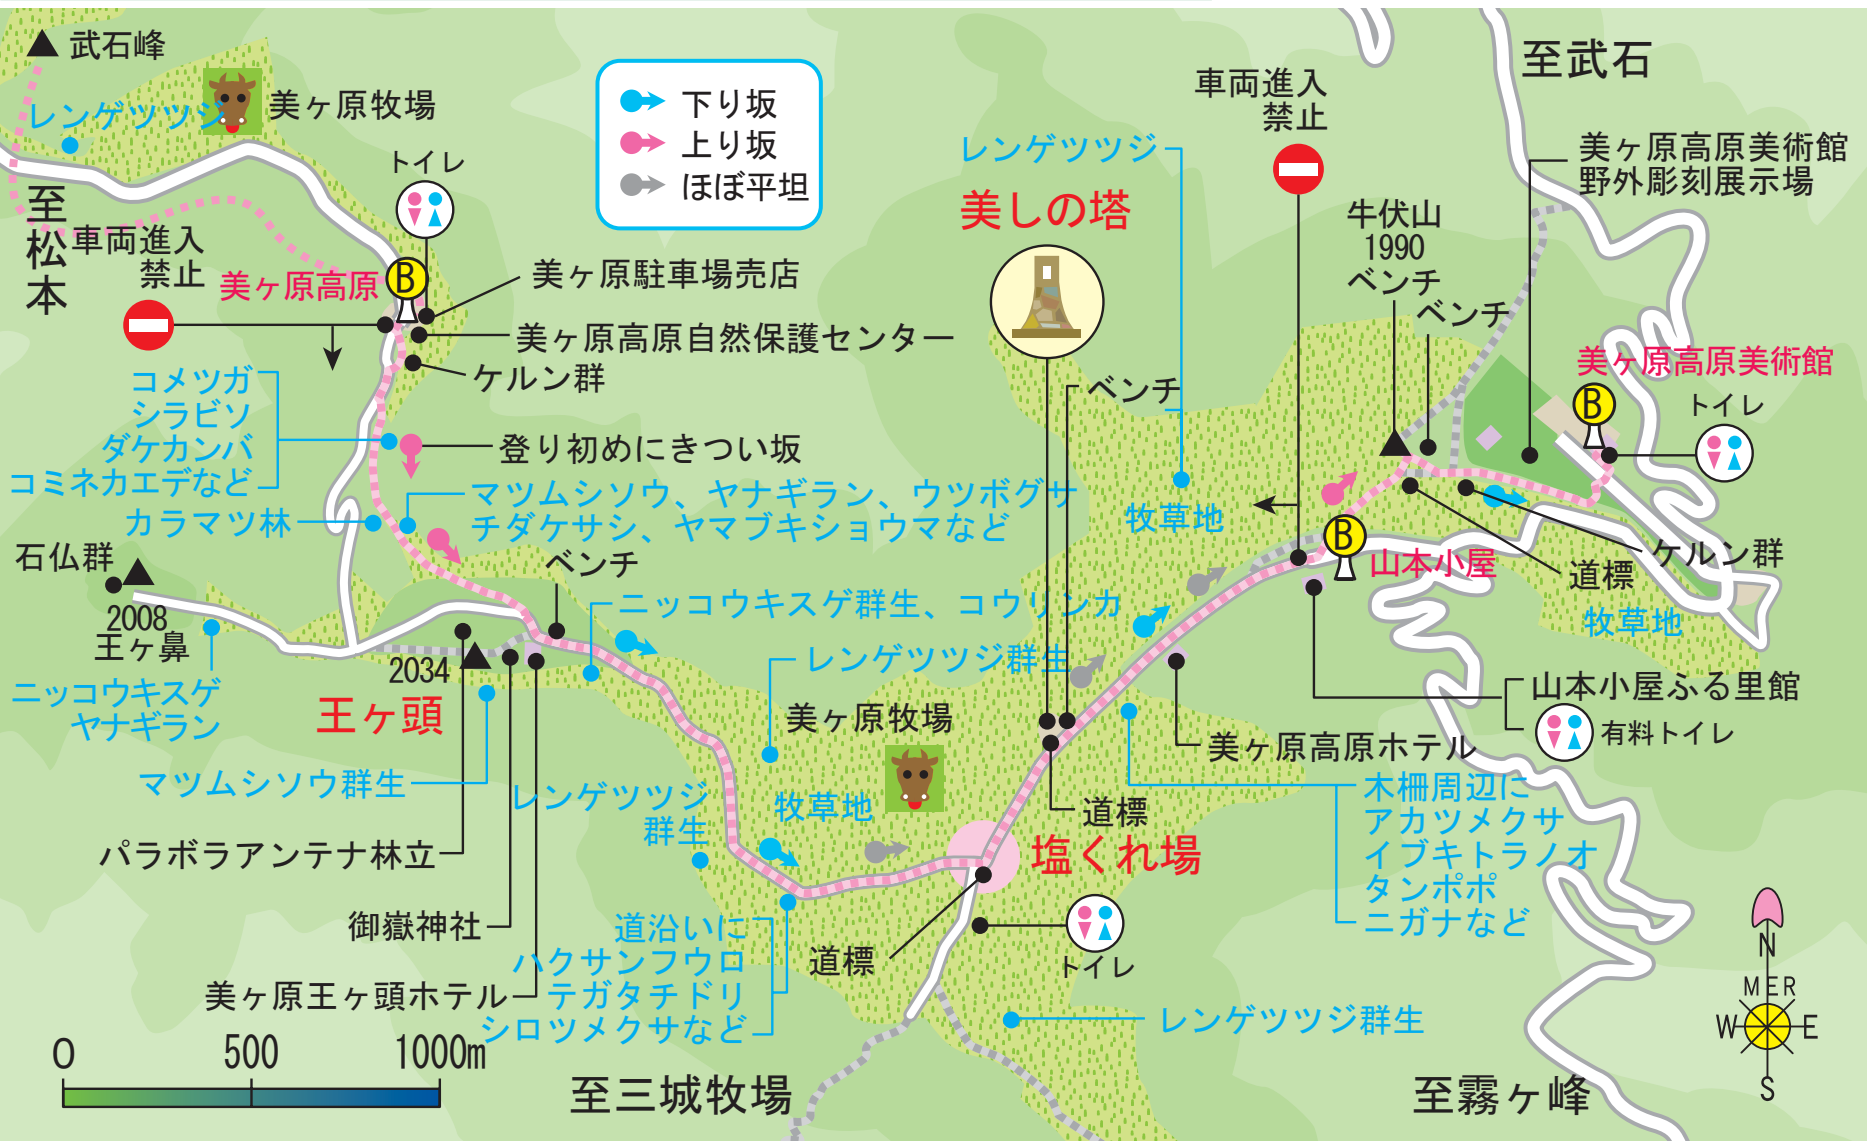 武石峰
レンゲツツジ
美ヶ原牧場
トイレ
至松本
車両進入
禁止
美ヶ原高原
B
下り坂
上り坂
ほぼ平坦
美ヶ原駐車場売店
美ヶ原高原自然保護センター
ケルン群
コメツガ
シラビソ
ダケカンバ
コミネカエデなど
登り初めにきつい坂
カラマツ林
マツムシソウ、ヤナギラン、ウツボグサ
チダケサシ、ヤマブキショウマなど
石仏群
2008
王ヶ鼻
ニッコウキスゲ
ヤナギラン
ベンチ
ニッコウキスゲ群生、コウリンカ
2034
王ヶ頭
マツムシソウ群生
パラボラアンテナ林立
御嶽神社
美ヶ原王ヶ頭ホテル
レンゲツツジ群生
美ヶ原牧場
レンゲツツジ
群生
牧草地
道沿いに
ハクサンフウロ
テガタチドリ
シロツメクサなど
道標
塩くれ場
道標
トイレ
レンゲツツジ群生
レンゲツツジ
美しの塔
ベンチ
牧草地
車両進入
禁止
至武石
美ヶ原高原美術館
野外彫刻展示場
牛伏山
1990
ベンチ
ベンチ
美ヶ原高原美術館
B
トイレ
B
山本小屋
道標
ケルン群
牧草地
山本小屋ふる里館
有料トイレ
美ヶ原高原ホテル
木柵周辺に
アカツメクサ
イブキトラノオ
タンポポ
ニガナなど
0 500 1000m
至三城牧場
至霧ヶ峰
N
MER
W E
S